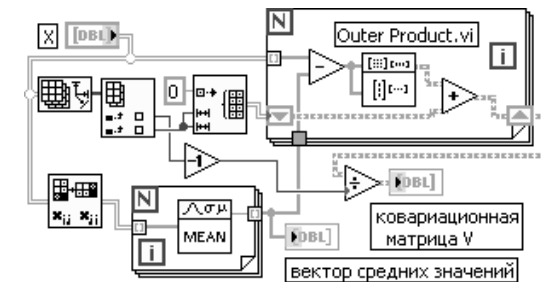 X
[DBL]
N
Outer Product.vi
i
0
-1
N
i
MEAN
DBL]
DBL]
ковариационная
матрица V
вектор средних значений